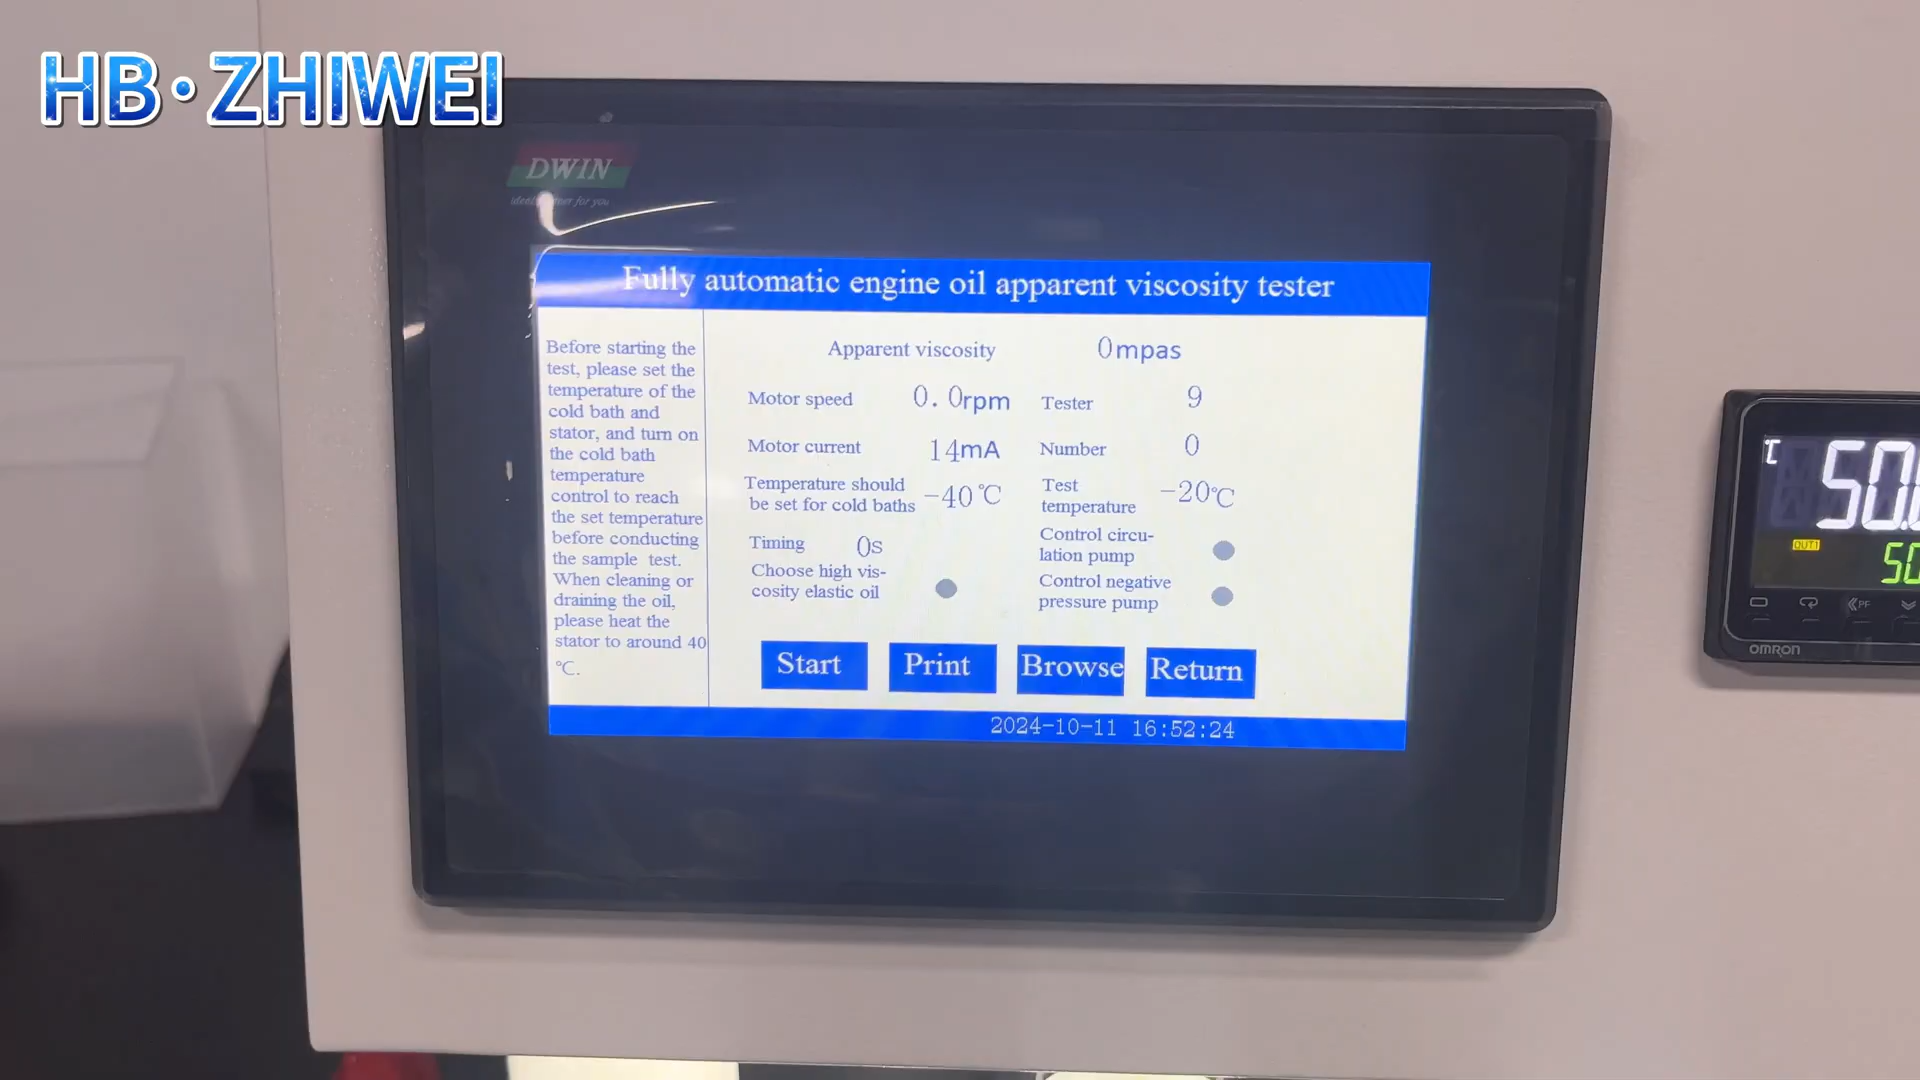 HB·ZHIWEI
DWIN
Fully automatic engine oil apparent viscosity tester
Before starting the
test, please set the
temperature of the
cold bath and
stator, and turn on
the cold bath
temperature
control to reach
the set temperature
before conducting
the sample test.
When cleaning or
draining the oil,
please heat the
stator to around 40
℃.
Apparent viscosity 0mpas
Motor speed 0.0rpm Tester 9
Motor current 14mA Number 0
Temperature should
be set for cold baths -40℃
Test
temperature -20℃
Timing 0s
Control circu-
lation pump
Choose high vis-
cosity elastic oil
Control negative
pressure pump
Start Print Browse Return
2024-10-11 16:52:24
℃
OUT1
PF
OMRON